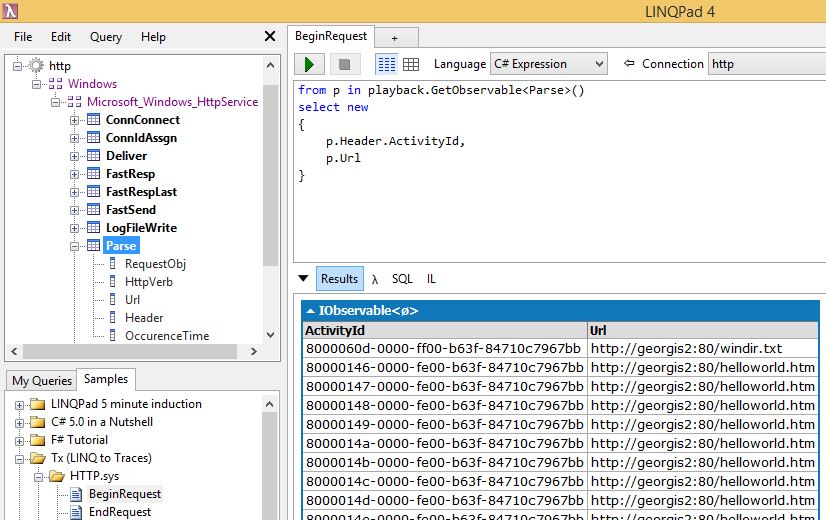 LINQPad 4
File Edit Query Help
http
Windows
Microsoft_Windows_HttpService
ConnConnect
ConnIdAssgn
Deliver
FastResp
FastRespLast
FastSend
LogFileWrite
Parse
RequestObj
HttpVerb
Url
Header
OccurenceTime
My Queries Samples
LINQPad 5 minute induction
C# 5.0 in a Nutshell
F# Tutorial
Tx (LINQ to Traces)
HTTP.sys
BeginRequest
EndRequest
BeginRequest +
Language C# Expression Connection http
from p in playback.GetObservable<Parse>()
select new
{
p.Header.ActivityId,
p.Url
}
Results λ SQL IL
IObservable<ø>
ActivityId Url
8000060d-0000-ff00-b63f-84710c7967bb http://georgis2:80/windir.txt
80000146-0000-fe00-b63f-84710c7967bb http://georgis2:80/helloworld.htm
80000147-0000-fe00-b63f-84710c7967bb http://georgis2:80/helloworld.htm
80000148-0000-fe00-b63f-84710c7967bb http://georgis2:80/helloworld.htm
80000149-0000-fe00-b63f-84710c7967bb http://georgis2:80/helloworld.htm
8000014a-0000-fe00-b63f-84710c7967bb http://georgis2:80/helloworld.htm
8000014b-0000-fe00-b63f-84710c7967bb http://georgis2:80/helloworld.htm
8000014c-0000-fe00-b63f-84710c7967bb http://georgis2:80/helloworld.htm
8000014d-0000-fe00-b63f-84710c7967bb http://georgis2:80/helloworld.htm